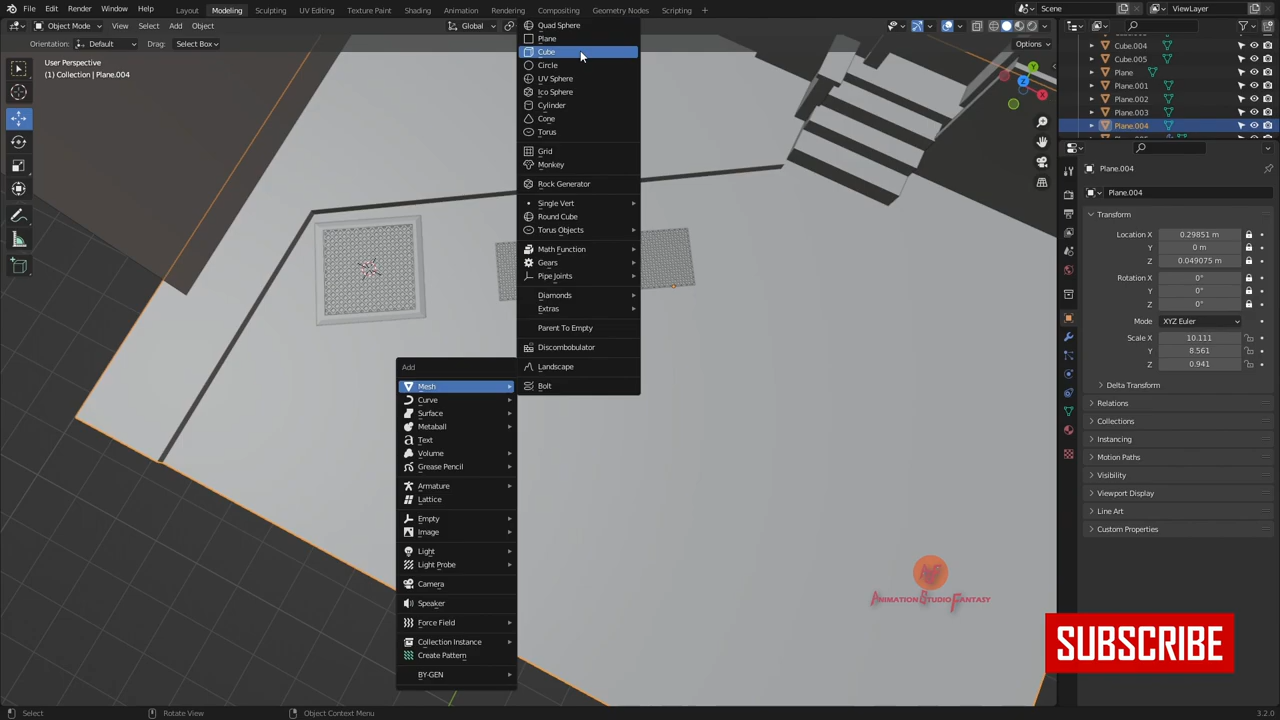 File Edit Render Window Help Layout Modeling Sculpting UV Editing Texture Paint Shading Animation Rendering Compositing Geometry Nodes Scripting + Scene ViewLayer
Object Mode View Select Add Object Global
Orientation: Default Drag: Select Box Options
User Perspective
(1) Collection | Plane.004
Quad Sphere
Plane
Cube
Circle
UV Sphere
Ico Sphere
Cylinder
Cone
Torus
Grid
Monkey
Rock Generator
Single Vert
Round Cube
Torus Objects
Math Function
Gears
Pipe Joints
Diamonds
Extras
Parent To Empty
Discombobulator
Landscape
Bolt
Add
Mesh
Curve
Surface
Metaball
Text
Volume
Grease Pencil
Armature
Lattice
Empty
Image
Light
Light Probe
Camera
Speaker
Force Field
Collection Instance
Create Pattern
BY-GEN
Y
Z
X
Cube.004
Cube.005
Plane
Plane.001
Plane.002
Plane.003
Plane.004
Plane.004
Plane.004
Transform
Location X 0.29851 m
Y 0 m
Z 0.049075 m
Rotation X 0°
Y 0°
Z 0°
Mode XYZ Euler
Scale X 10.111
Y 8.561
Z 0.941
Delta Transform
Relations
Collections
Instancing
Motion Paths
Visibility
Viewport Display
Line Art
Custom Properties
Animation Studio Fantasy
SUBSCRIBE
Select Rotate View Object Context Menu 3.2.0